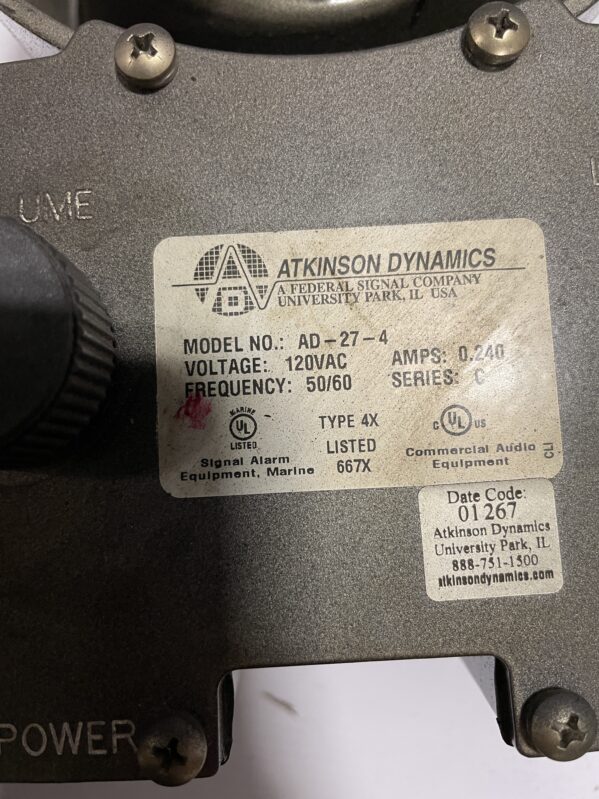 UME
L
ATKINSON DYNAMICS
A FEDERAL SIGNAL COMPANY
UNIVERSITY PARK, IL USA
MODEL NO.: AD-27-4
VOLTAGE: 120VAC AMPS: 0.240
FREQUENCY: 50/60 SERIES: C
MARINE
UL
LISTED
Signal Alarm
Equipment, Marine
TYPE 4X
LISTED
667X
C UL US
Commercial Audio
Equipment
Date Code:
01267
Atkinson Dynamics
University Park, IL
888-751-1500
atkinsondynamics.com
POWER